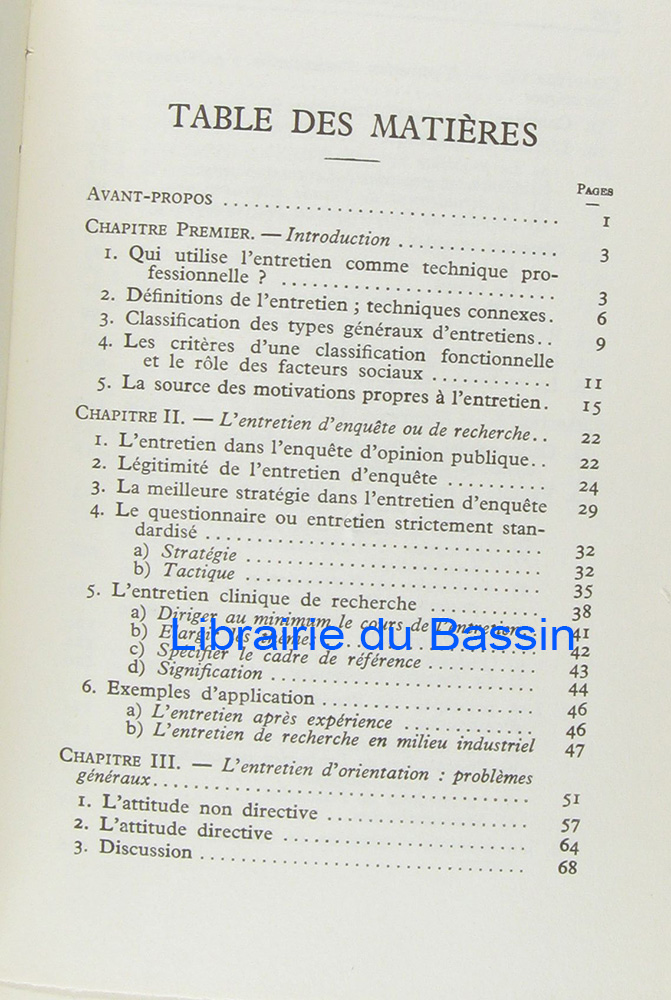 TABLE DES MATIÈRES
PAGES
AVANT-PROPOS ................................. 1
CHAPITRE PREMIER. — Introduction ............... 3
1. Qui utilise l'entretien comme technique pro-
fessionnelle ? .......................... 3
2. Définitions de l'entretien ; techniques connexes. 6
3. Classification des types généraux d'entretiens.. 9
4. Les critères d'une classification fonctionnelle
et le rôle des facteurs sociaux ............ 11
5. La source des motivations propres à l'entretien. 15
CHAPITRE II. — L'entretien d'enquête ou de recherche.. 22
1. L'entretien dans l'enquête d'opinion publique.. 22
2. Légitimité de l'entretien d'enquête .......... 24
3. La meilleure stratégie dans l'entretien d'enquête 29
4. Le questionnaire ou entretien strictement stan-
dardisé ................................. 32
a) Stratégie ............................. 32
b) Tactique ............................. 35
5. L'entretien clinique de recherche ............ 38
a) Diriger au minimum le cours de l'entretien. 41
b) Élargir les thèmes ..................... 42
c) Spécifier le cadre de référence ........... 43
d) Signification .......................... 44
6. Exemples d'application ..................... 46
a) L'entretien après expérience ............. 46
b) L'entretien de recherche en milieu industriel 47
CHAPITRE III. — L'entretien d'orientation : problèmes
généraux..................................... 51
1. L'attitude non directive .................... 57
2. L'attitude directive ........................ 64
3. Discussion ................................ 68
Librairie du Bassin